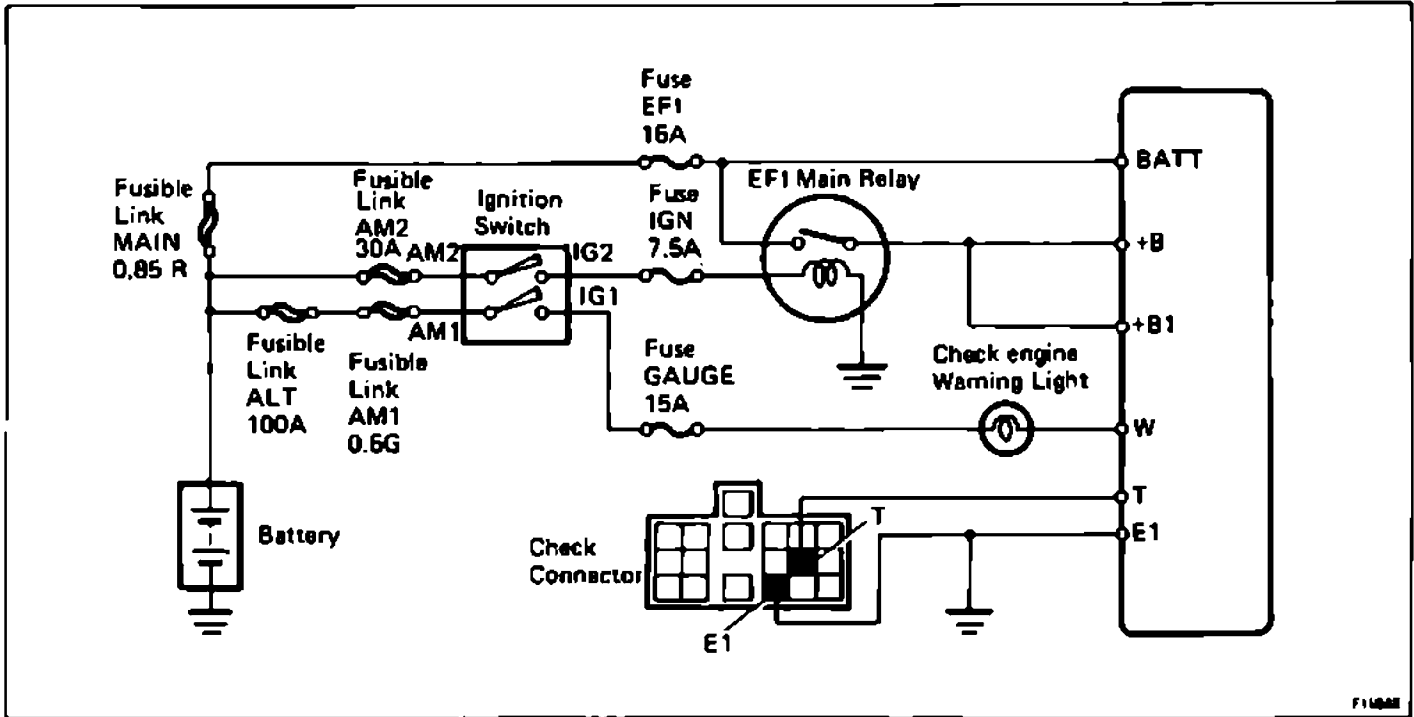 Fuse
EF1
15A
BATT
EF1 Main Relay
Fusible
Link
MAIN
0.85 R
Fusible
Link
AM2
30A
AM2
Ignition
Switch
IG2
Fuse
IGN
7.5A
+B
IG1
AM1
+B1
Fusible
Link
ALT
100A
Fusible
Link
AM1
0.5G
Fuse
GAUGE
15A
Check engine
Warning Light
W
T
T
E1
Battery
Check
Connector
E1